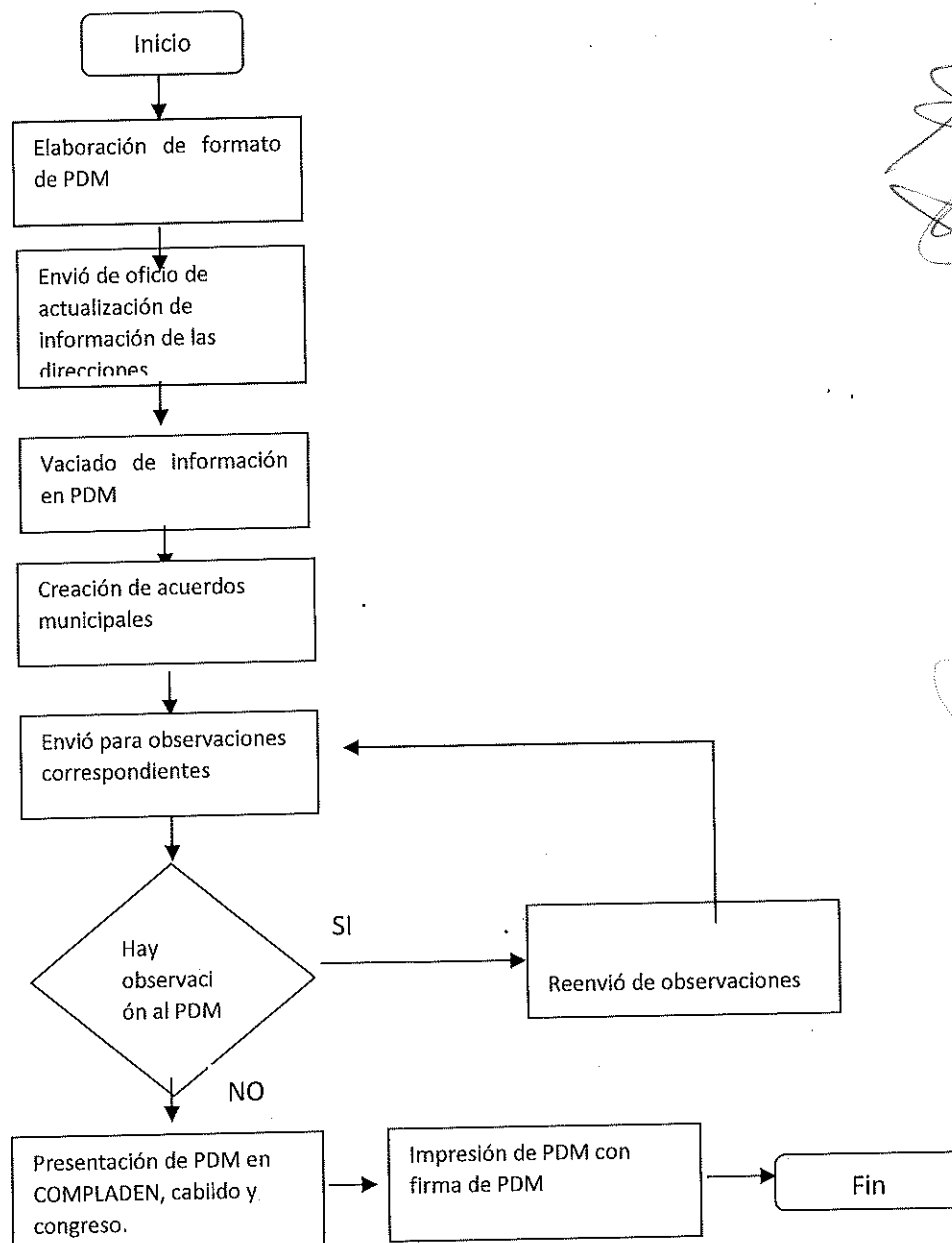 Inicio
Elaboración de formato
de PDM
Envió de oficio de
actualización de
información de las
direcciones
Vaciado de información
en PDM
Creación de acuerdos
municipales
Envió para observaciones
correspondientes
Hay
observaci
ón al PDM
SI
Reenvió de observaciones
NO
Presentación de PDM en
COMPLADEN, cabildo y
congreso.
Impresión de PDM con
firma de PDM
Fin